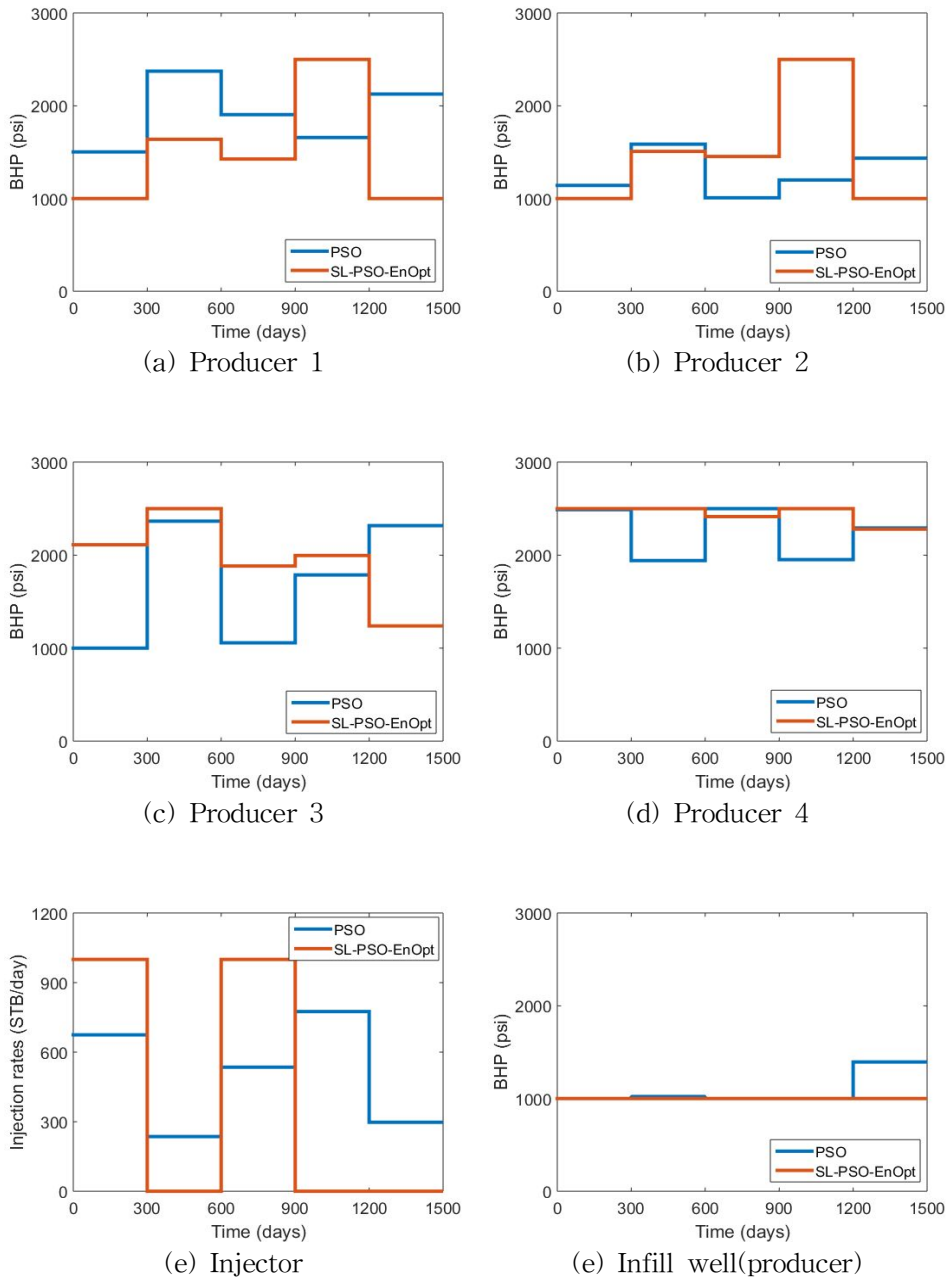 3000
2000
1000
0
BHP (psi)
PSO
SL-PSO-EnOpt
0 300 600 900 1200 1500
Time (days)
(a) Producer 1
3000
2000
1000
0
BHP (psi)
PSO
SL-PSO-EnOpt
0 300 600 900 1200 1500
Time (days)
(b) Producer 2
3000
2000
1000
0
BHP (psi)
PSO
SL-PSO-EnOpt
0 300 600 900 1200 1500
Time (days)
(c) Producer 3
3000
2000
1000
0
BHP (psi)
PSO
SL-PSO-EnOpt
0 300 600 900 1200 1500
Time (days)
(d) Producer 4
1200
900
600
300
0
Injection rates (STB/day)
PSO
SL-PSO-EnOpt
0 300 600 900 1200 1500
Time (days)
(e) Injector
3000
2000
1000
0
BHP (psi)
PSO
SL-PSO-EnOpt
0 300 600 900 1200 1500
Time (days)
(e) Infill well(producer)